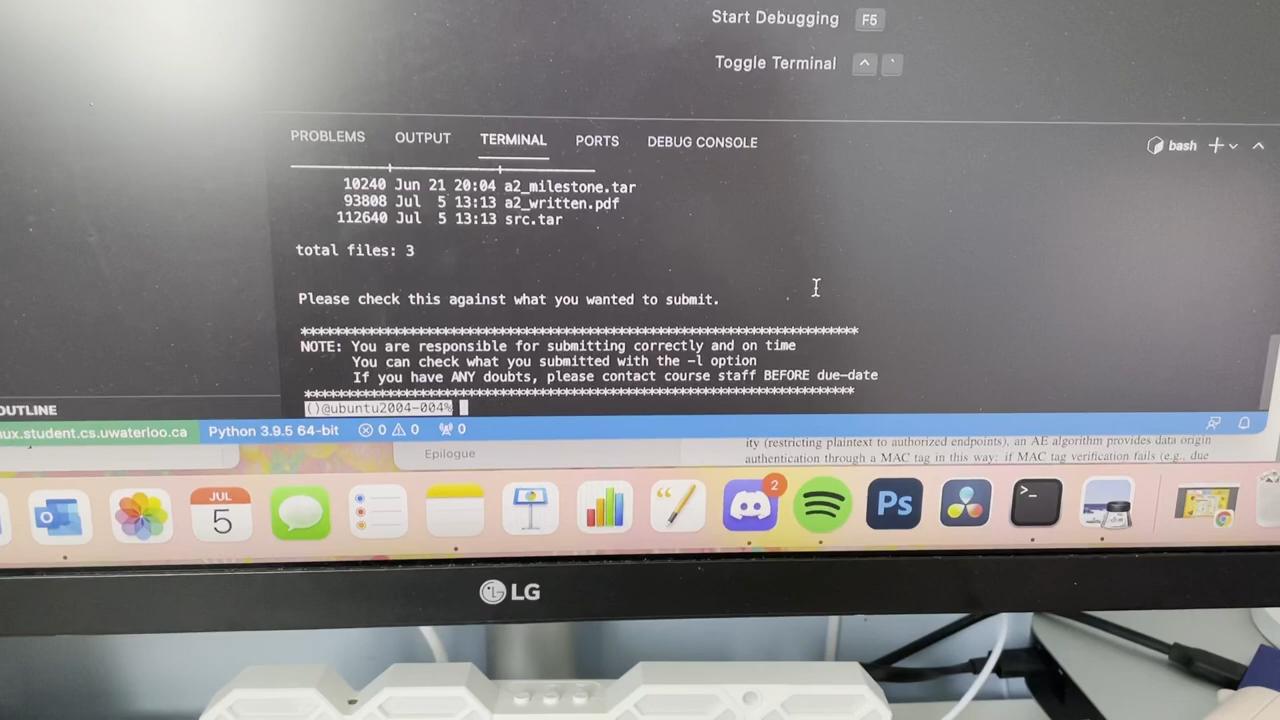 Start Debugging F5
Toggle Terminal ^ `
PROBLEMS OUTPUT TERMINAL PORTS DEBUG CONSOLE bash
10240 Jun 21 20:04 a2_milestone.tar
93808 Jul 5 13:13 a2_written.pdf
112640 Jul 5 13:13 src.tar
total files: 3
Please check this against what you wanted to submit.
********************************************************************************
NOTE: You are responsible for submitting correctly and on time
You can check what you submitted with the -l option
If you have ANY doubts, please contact course staff BEFORE due-date
********************************************************************************
OUTLINE
()@ubuntu2004-004%
nux.student.cs.uwaterloo.ca Python 3.9.5 64-bit 0 0 0
Epilogue
ity (restricting plaintext to authorized endpoints), an AE algorithm provides data origin
authentication through a MAC tag in this way: if MAC tag verification fails (e.g., due
JUL
5
2
Ps
>_
LG